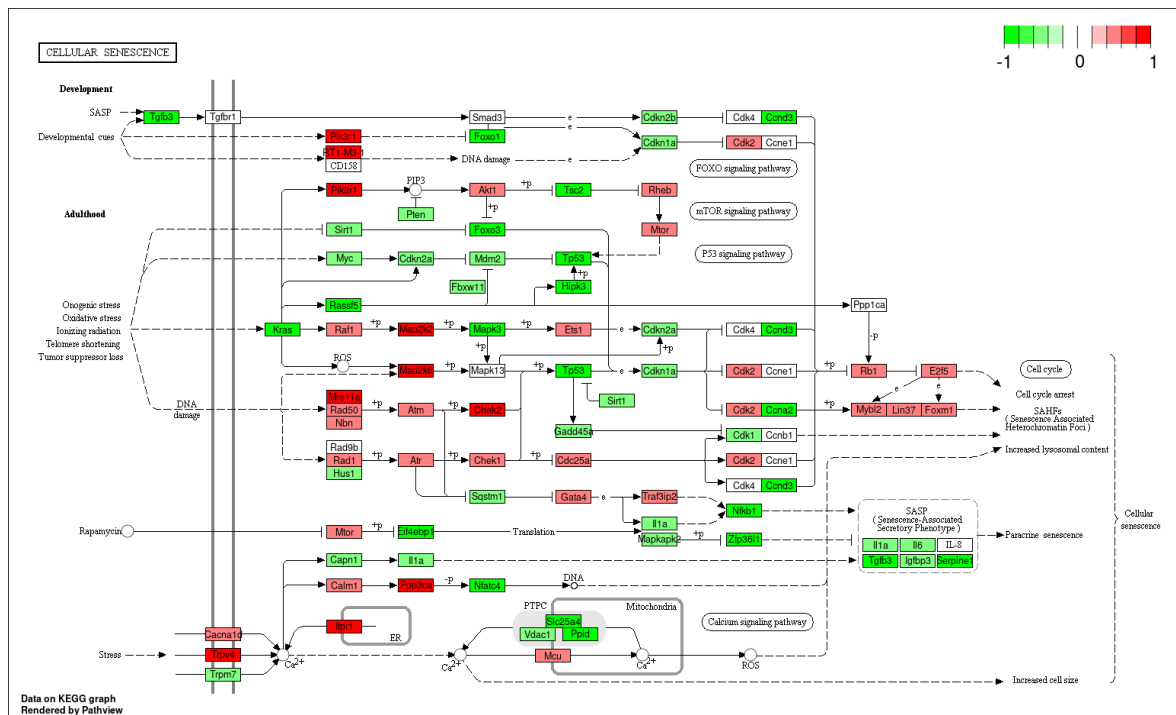 CELLULAR SENESCENCE
-1 0 1
Development
SASP
Tgfb3
Tgfbr1
Smad3
e
e
Cdkn2b
Cdk4
Ccnd3
Developmental cues
Pik3r1
Foxo1
Cdkn1a
Cdk2
Ccne1
RT1-M3-1
CD158
DNA damage
e
FOXO signaling pathway
Pik3r1
PIP3
Akt1
+p
Tsc2
Rheb
Pten
+p
mTOR signaling pathway
Adulthood
Sirt1
Foxo3
Mtor
P53 signaling pathway
Myc
Cdkn2a
Mdm2
Tp53
+p
Fbxw11
Hipk3
Onogenic stress
Oxidative stress
Ionizing radiation
Telomere shortening
Tumor suppressor loss
Rassf5
Ppp1ca
Kras
Raf1
+p
Map2k2
+p
Mapk3
+p
Ets1
e
Cdkn2a
Cdk4
Ccnd3
+p
-p
+p
+p
ROS
Map2k6
+p
Mapk13
Tp53
e
Cdkn1a
Cdk2
Ccne1
+p
Rb1
E2f5
Cell cycle
e
e
Cell cycle arrest
DNA
damage
Mre11a
Rad50
Nbn
+p
Atm
+p
Chek2
+p
Sirt1
Cdk2
Ccna2
+p
Mybl2
Lin37
Foxm1
SAHFs
( Senescence Associated
Heterochromatin Foci )
Gadd45a
Cdk1
Ccnb1
Rad9b
Rad1
Hus1
+p
Atr
+p
Chek1
+p
Cdc25a
Cdk2
Ccne1
Increased lysosomal content
Cdk4
Ccnd3
Sqstm1
Gata4
e
Traf3ip2
Nfkb1
Il1a
SASP
( Senescence-Associated
Secretory Phenotype )
Cellular
senescence
Rapamycin
Mtor
+p
Eif4ebp1
Translation
Mapkapk2
+p
Zfp36l1
Il1a
Il6
IL-8
Paracrine senescence
Capn1
Il1a
Tgfb3
Igfbp3
Serpine1
Calm1
Ppp3ca
-p
Nfatc4
DNA
Itpr1
ER
PTPC
Mitochondria
Slc25a4
Vdac1
Ppid
Calcium signaling pathway
Cacna1d
Stress
Trpv4
Ca2+
Ca2+
Mcu
Ca2+
ROS
Trpm7
Increased cell size
Data on KEGG graph
Rendered by Pathview